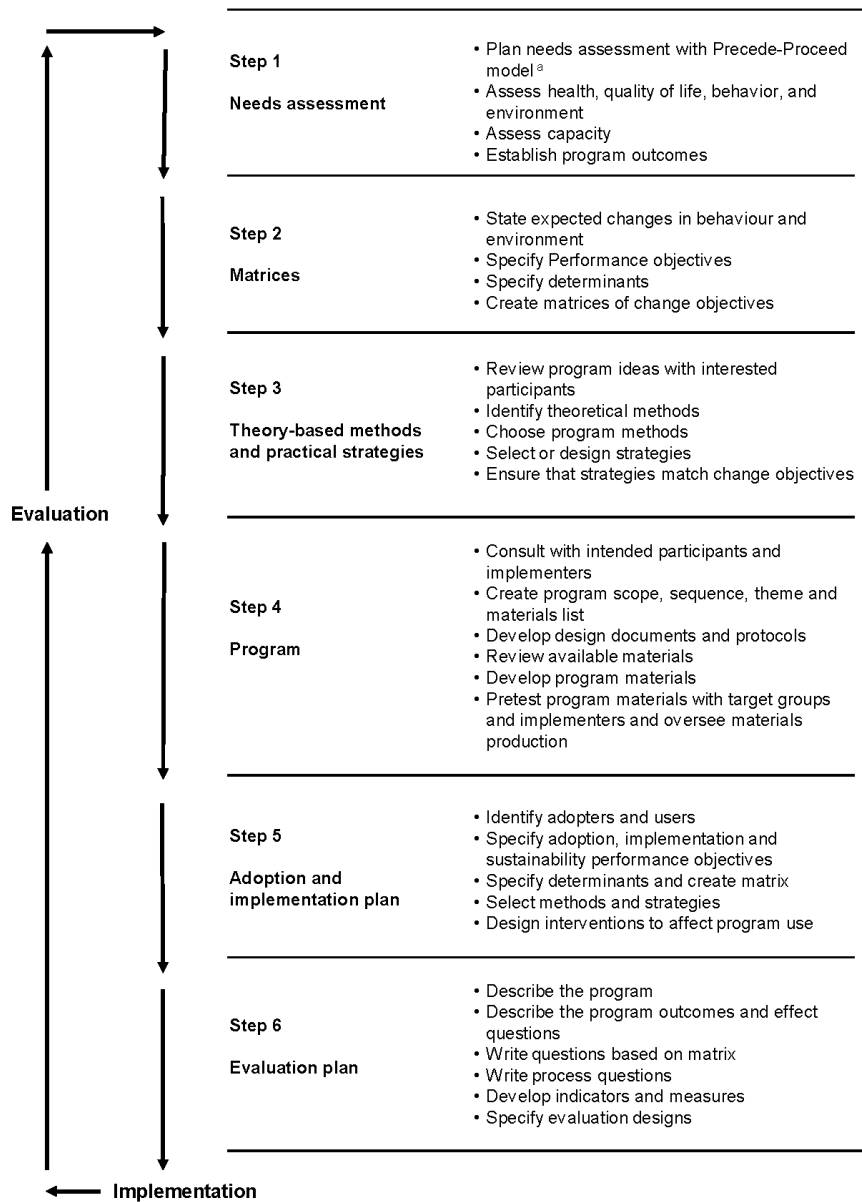 Step 1
Needs assessment
• Plan needs assessment with Precede-Proceed
model a
• Assess health, quality of life, behavior, and
environment
• Assess capacity
• Establish program outcomes
Step 2
Matrices
• State expected changes in behaviour and
environment
• Specify Performance objectives
• Specify determinants
• Create matrices of change objectives
Step 3
Theory-based methods
and practical strategies
• Review program ideas with interested
participants
• Identify theoretical methods
• Choose program methods
• Select or design strategies
• Ensure that strategies match change objectives
Evaluation
Step 4
Program
• Consult with intended participants and
implementers
• Create program scope, sequence, theme and
materials list
• Develop design documents and protocols
• Review available materials
• Develop program materials
• Pretest program materials with target groups
and implementers and oversee materials
production
Step 5
Adoption and
implementation plan
• Identify adopters and users
• Specify adoption, implementation and
sustainability performance objectives
• Specify determinants and create matrix
• Select methods and strategies
• Design interventions to affect program use
Step 6
Evaluation plan
• Describe the program
• Describe the program outcomes and effect
questions
• Write questions based on matrix
• Write process questions
• Develop indicators and measures
• Specify evaluation designs
Implementation